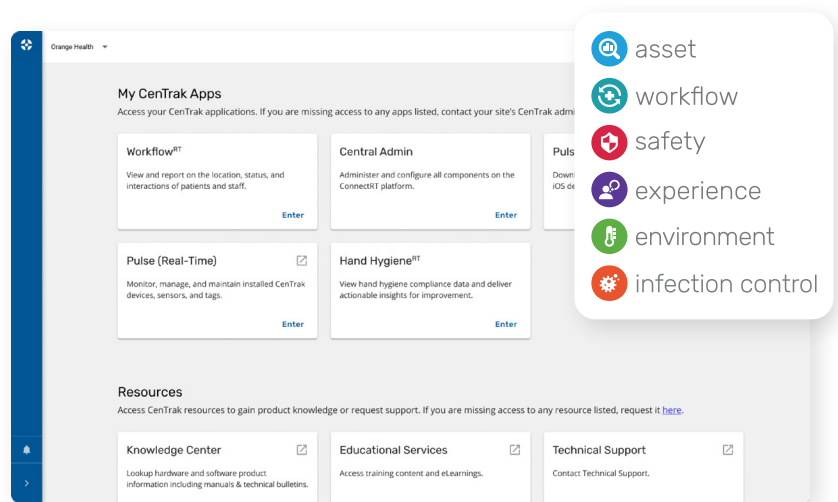 Orange Health
My CenTrak Apps
Access your CenTrak applications. If you are missing access to any apps listed, contact your site's CenTrak
WorkflowRT
View and report on the location, status, and
interactions of patients and staff.
Enter
Central Admin
Administer and configure all components on the
ConnectRT platform.
Enter
Pulse (Real-Time)
Monitor, manage, and maintain installed CenTrak
devices, sensors, and tags.
Enter
Hand HygieneRT
View hand hygiene compliance data and deliver
actionable insights for improvement.
Enter
asset
workflow
safety
experience
environment
infection control
Resources
Access CenTrak resources to gain product knowledge or request support. If you are missing access to any resource listed, request it here.
Knowledge Center
Lookup hardware and software product
information including manuals & technical bulletins.
Educational Services
Access training content and eLearnings.
Technical Support
Contact Technical Support.